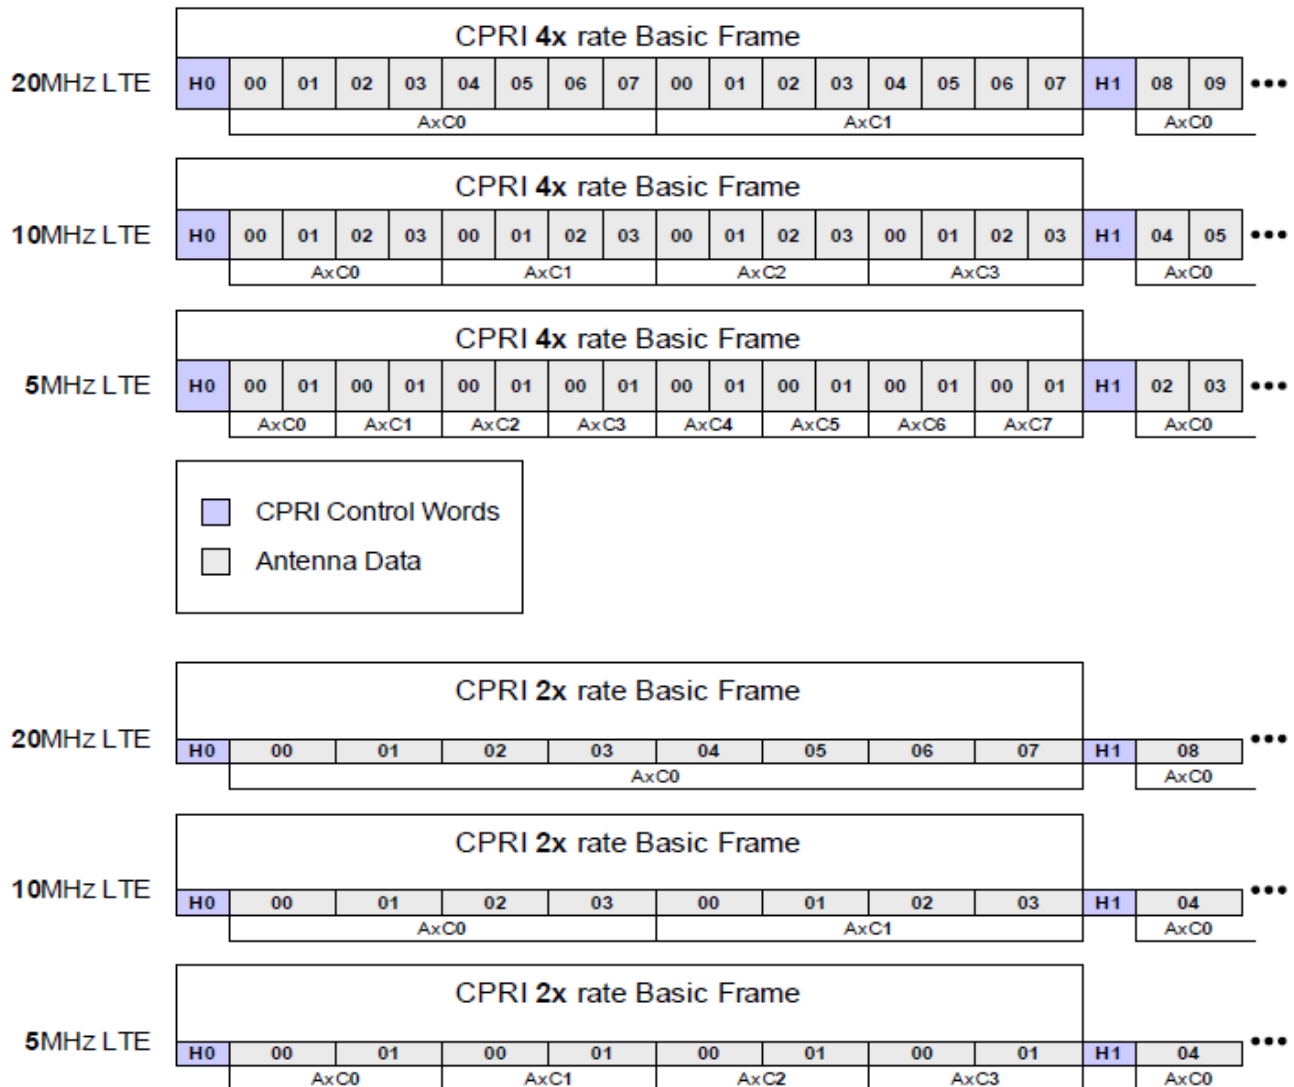 CPRI 4x rate Basic Frame
20MHz LTE H0 00 01 02 03 04 05 06 07 00 01 02 03 04 05 06 07 H1 08 09 •••
AxC0 AxC1 AxC0
CPRI 4x rate Basic Frame
10MHz LTE H0 00 01 02 03 00 01 02 03 00 01 02 03 00 01 02 03 H1 04 05 •••
AxC0 AxC1 AxC2 AxC3 AxC0
CPRI 4x rate Basic Frame
5MHz LTE H0 00 01 00 01 00 01 00 01 00 01 00 01 00 01 00 01 H1 02 03 •••
AxC0 AxC1 AxC2 AxC3 AxC4 AxC5 AxC6 AxC7 AxC0
CPRI Control Words
Antenna Data
CPRI 2x rate Basic Frame
20MHz LTE H0 00 01 02 03 04 05 06 07 H1 08 •••
AxC0 AxC0
CPRI 2x rate Basic Frame
10MHz LTE H0 00 01 02 03 00 01 02 03 H1 04 •••
AxC0 AxC1 AxC0
CPRI 2x rate Basic Frame
5MHz LTE H0 00 01 00 01 00 01 00 01 H1 04 •••
AxC0 AxC1 AxC2 AxC3 AxC0